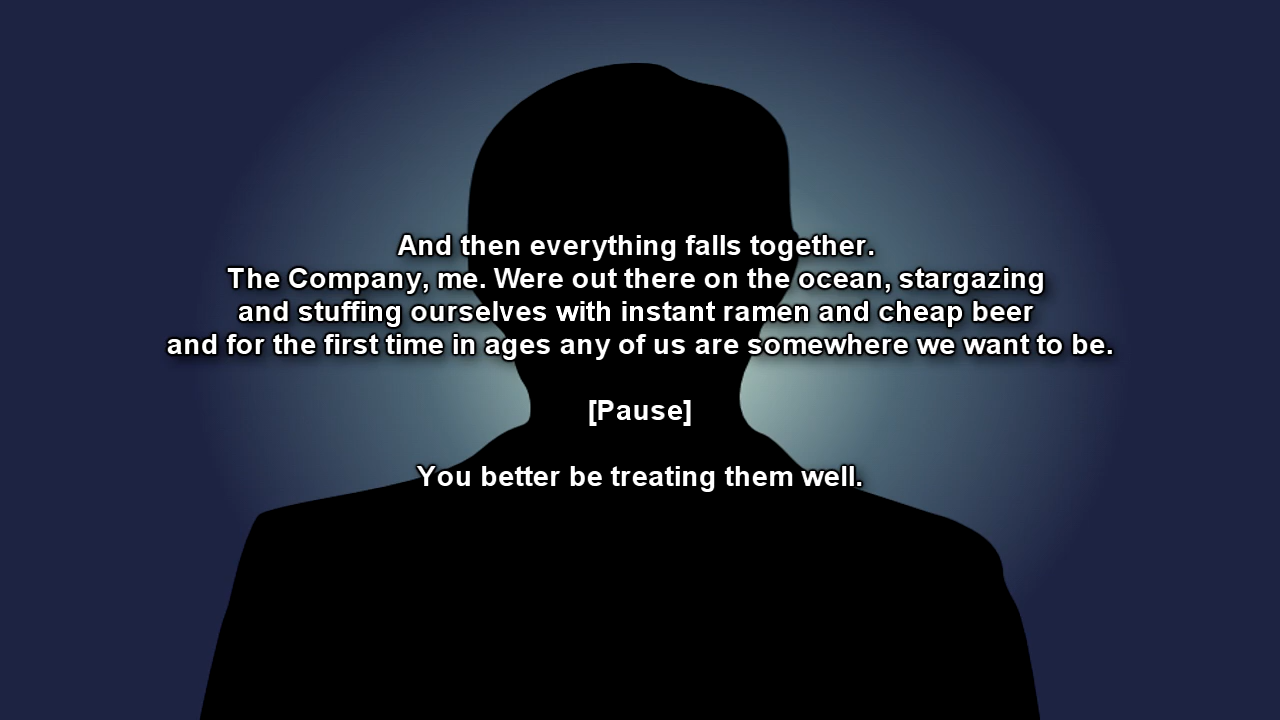 And then everything falls together.
The Company, me. Were out there on the ocean, stargazing
and stuffing ourselves with instant ramen and cheap beer
and for the first time in ages any of us are somewhere we want to be.
[Pause]
You better be treating them well.